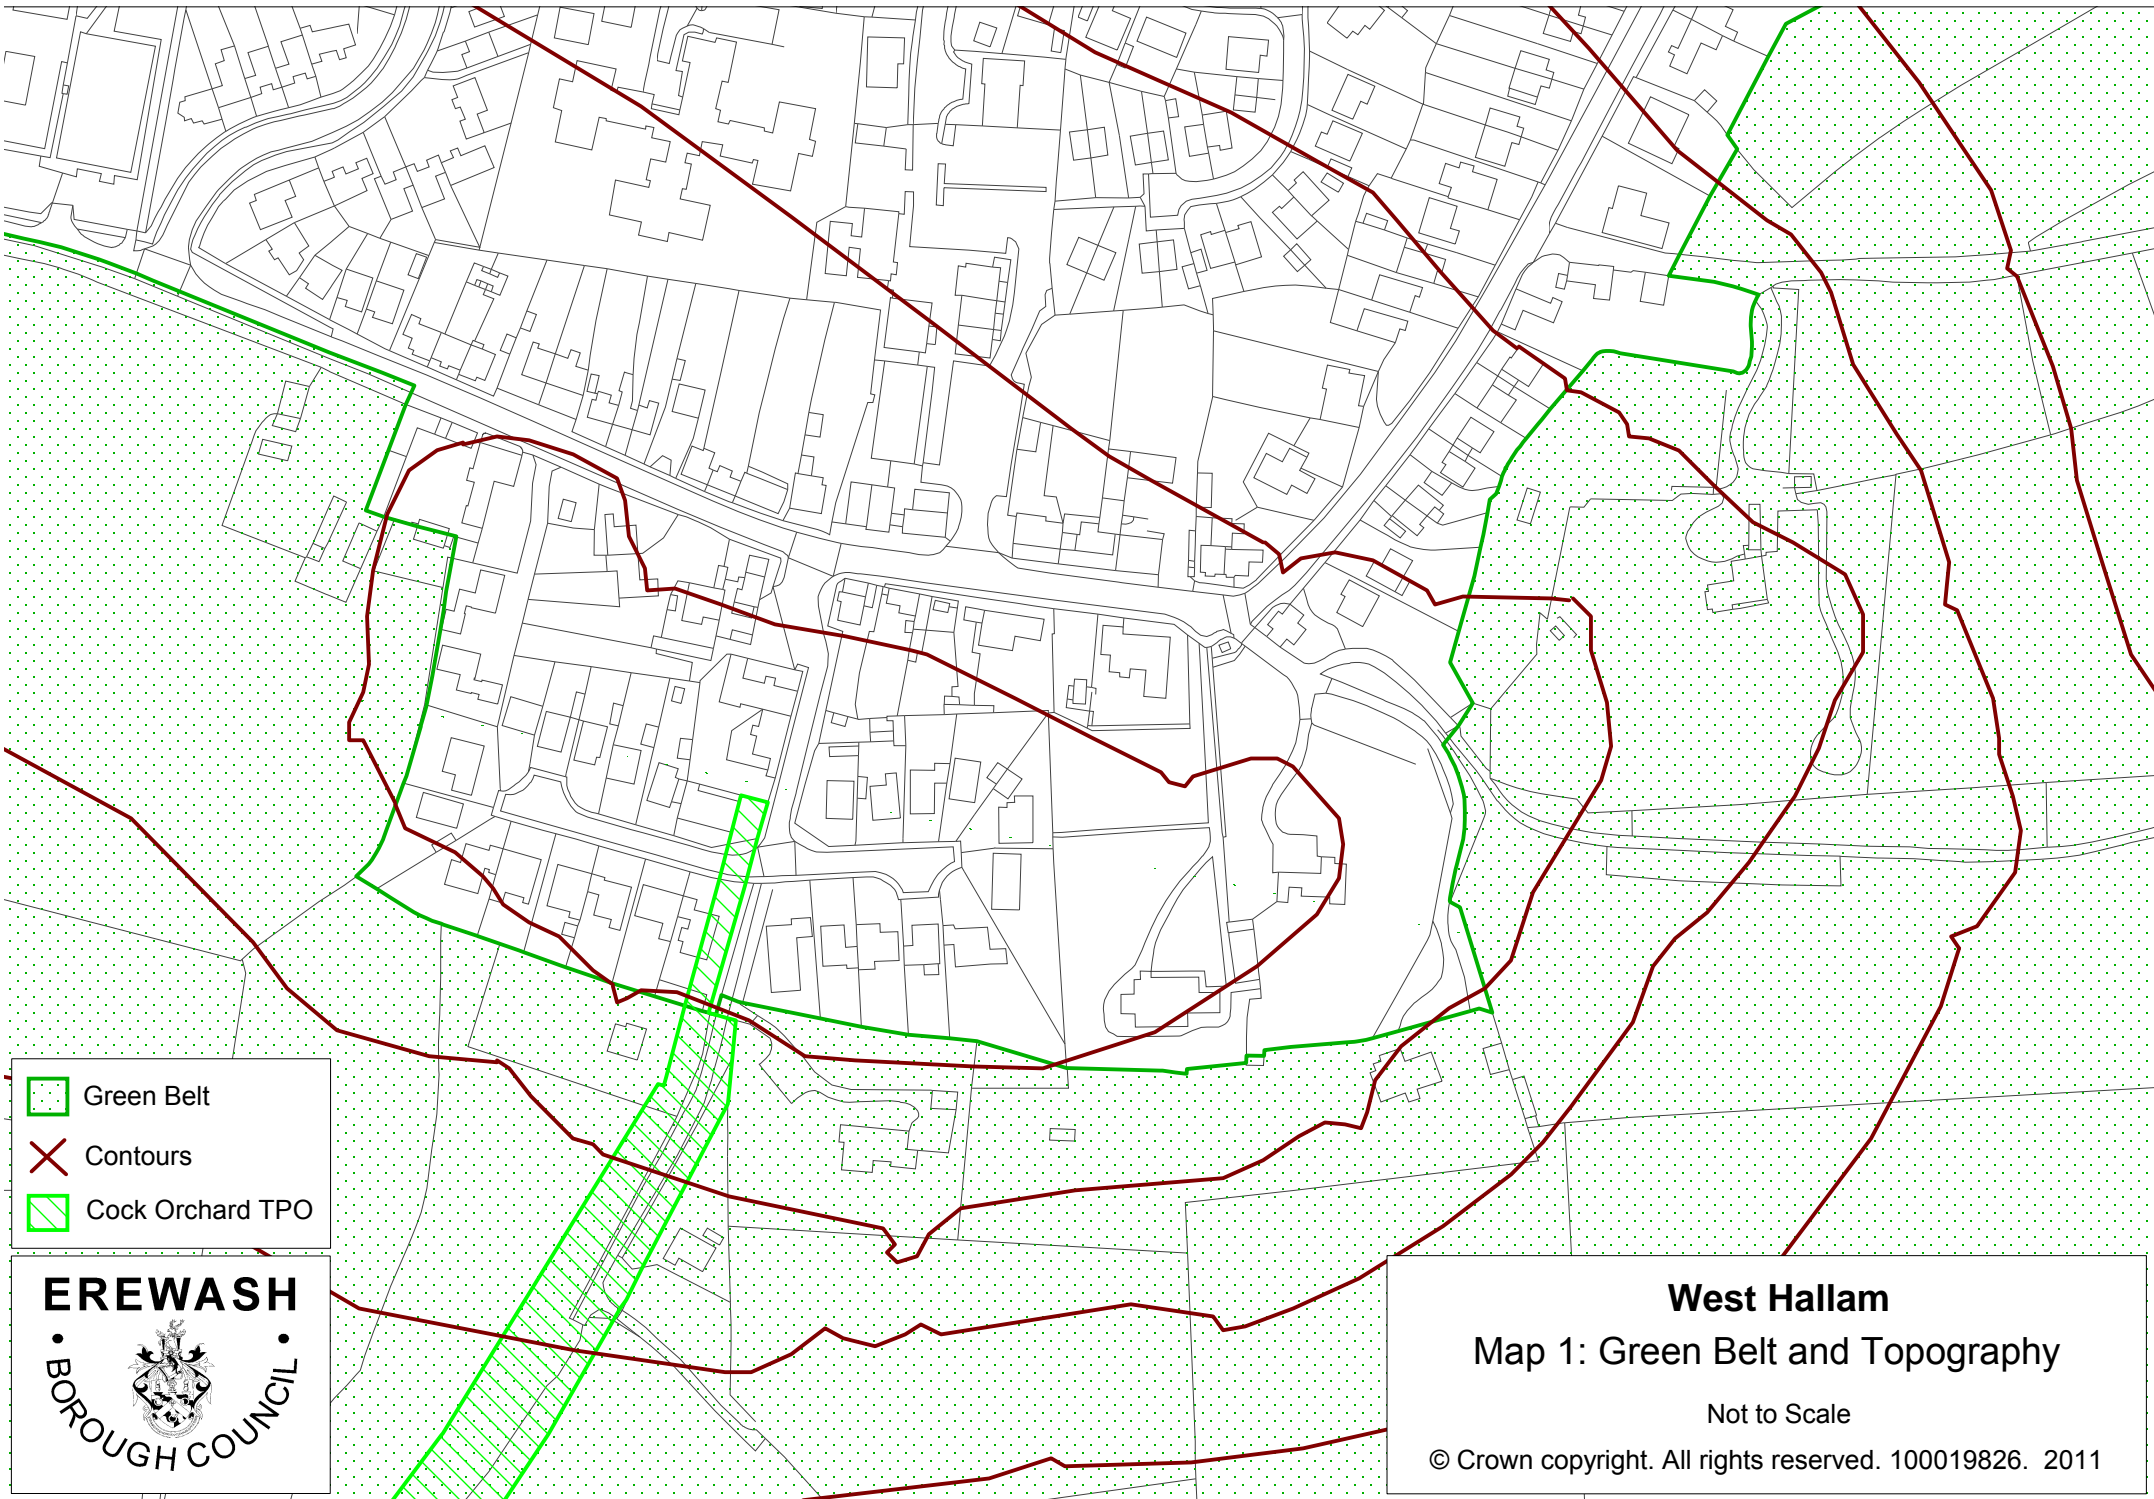 Green Belt
Contours
Cock Orchard TPO
EREWASH
• BOROUGH COUNCIL •
West Hallam
Map 1: Green Belt and Topography
Not to Scale
© Crown copyright. All rights reserved. 100019826. 2011